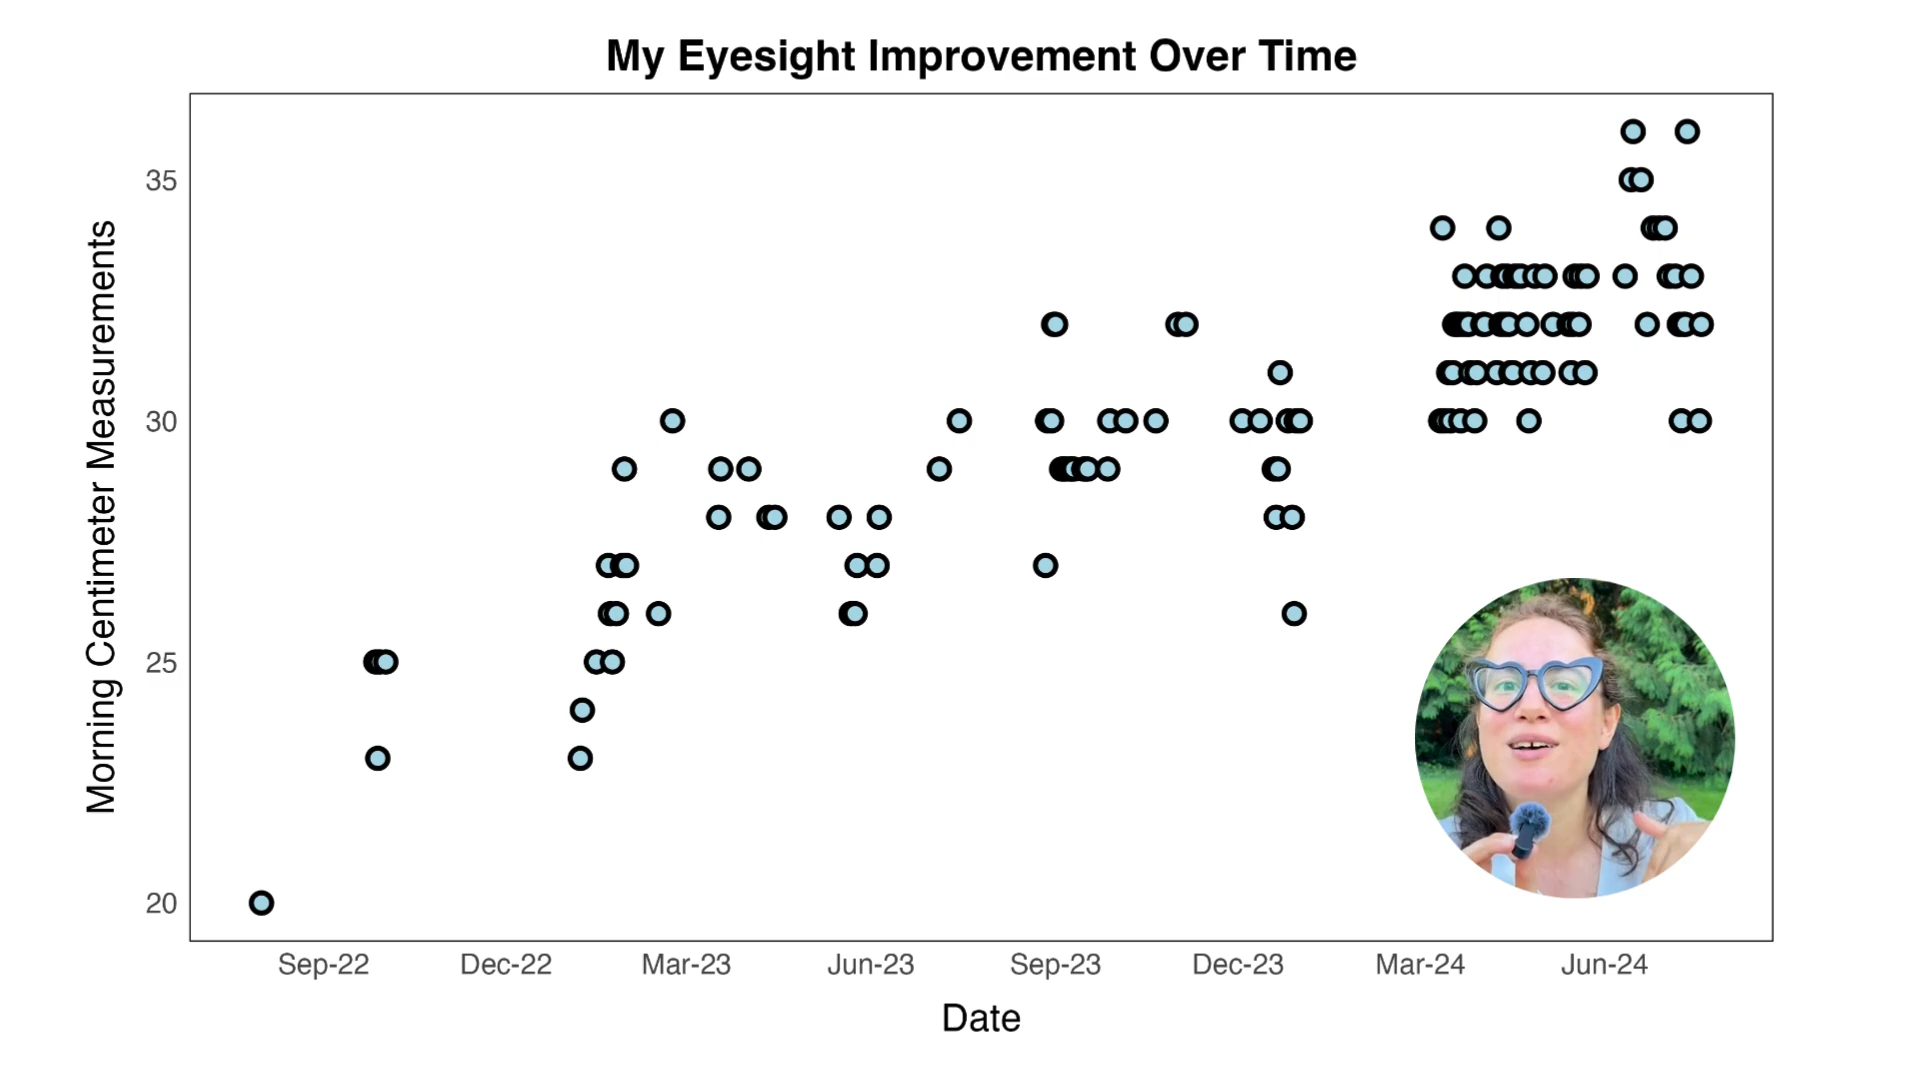 My Eyesight Improvement Over Time
Morning Centimeter Measurements
35
30
25
20
Sep-22 Dec-22 Mar-23 Jun-23 Sep-23 Dec-23 Mar-24 Jun-24
Date